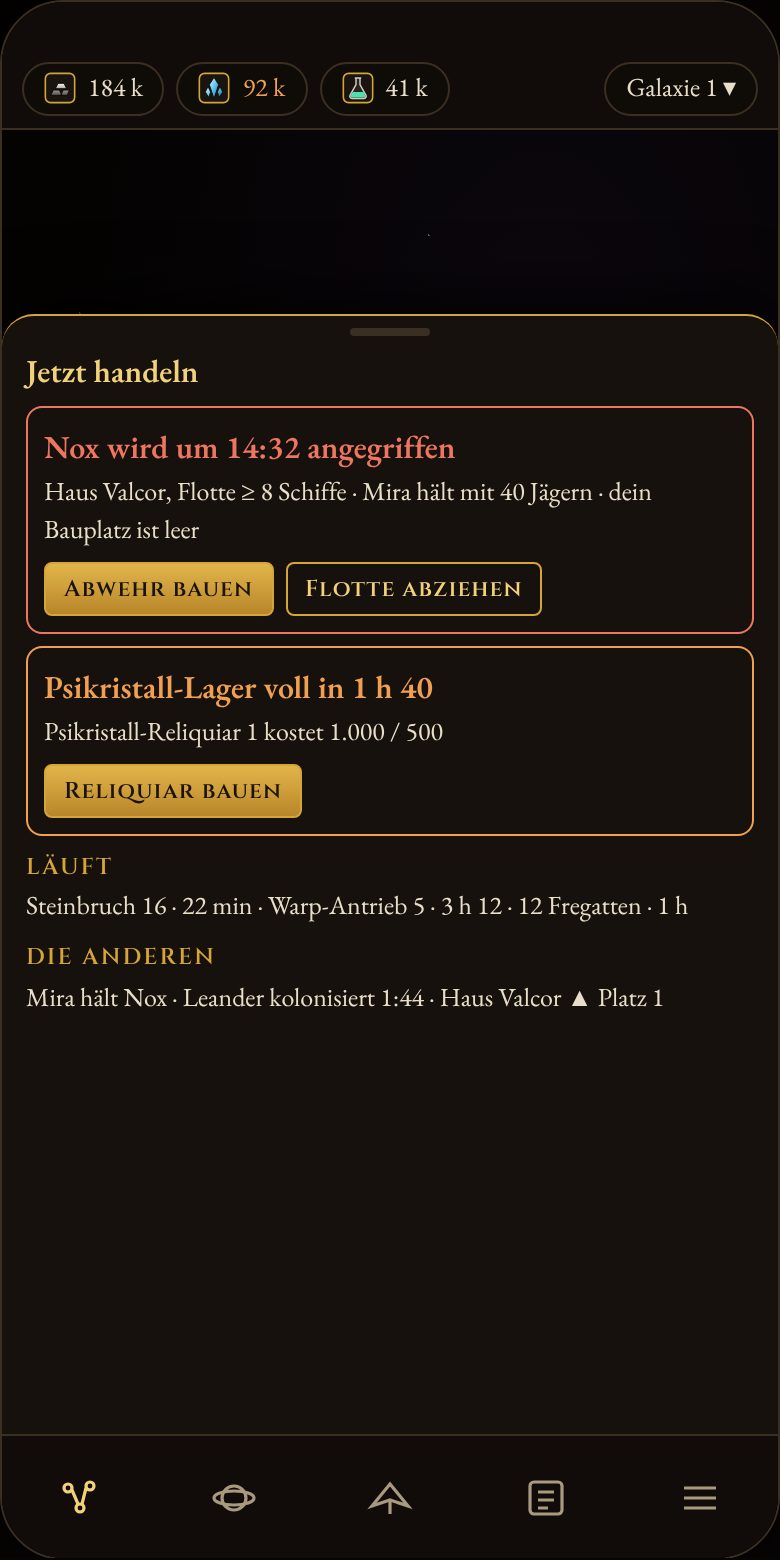 184 k
92 k
41 k
Galaxie 1 ▼
Jetzt handeln
Nox wird um 14:32 angegriffen
Haus Valcor, Flotte ≥ 8 Schiffe · Mira hält mit 40 Jägern · dein
Bauplatz ist leer
Abwehr bauen
Flotte abziehen
Psikristall-Lager voll in 1 h 40
Psikristall-Reliquiar 1 kostet 1.000 / 500
Reliquiar bauen
LÄUFT
Steinbruch 16 · 22 min · Warp-Antrieb 5 · 3 h 12 · 12 Fregatten · 1 h
DIE ANDEREN
Mira hält Nox · Leander kolonisiert 1:44 · Haus Valcor ▲ Platz 1